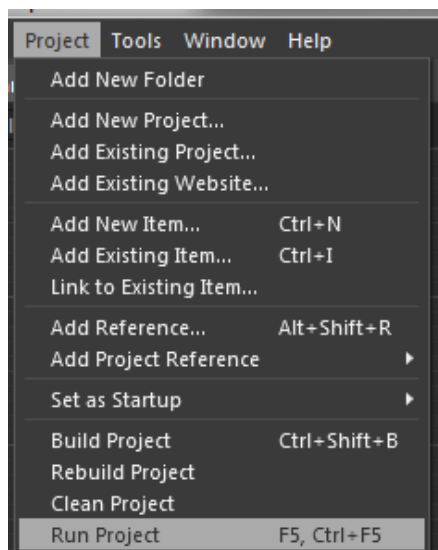 Project Tools Window Help
Add New Folder
Add New Project...
Add Existing Project...
Add Existing Website...
Add New Item... Ctrl+N
Add Existing Item... Ctrl+I
Link to Existing Item...
Add Reference... Alt+Shift+R
Add Project Reference
Set as Startup
Build Project Ctrl+Shift+B
Rebuild Project
Clean Project
Run Project F5, Ctrl+F5